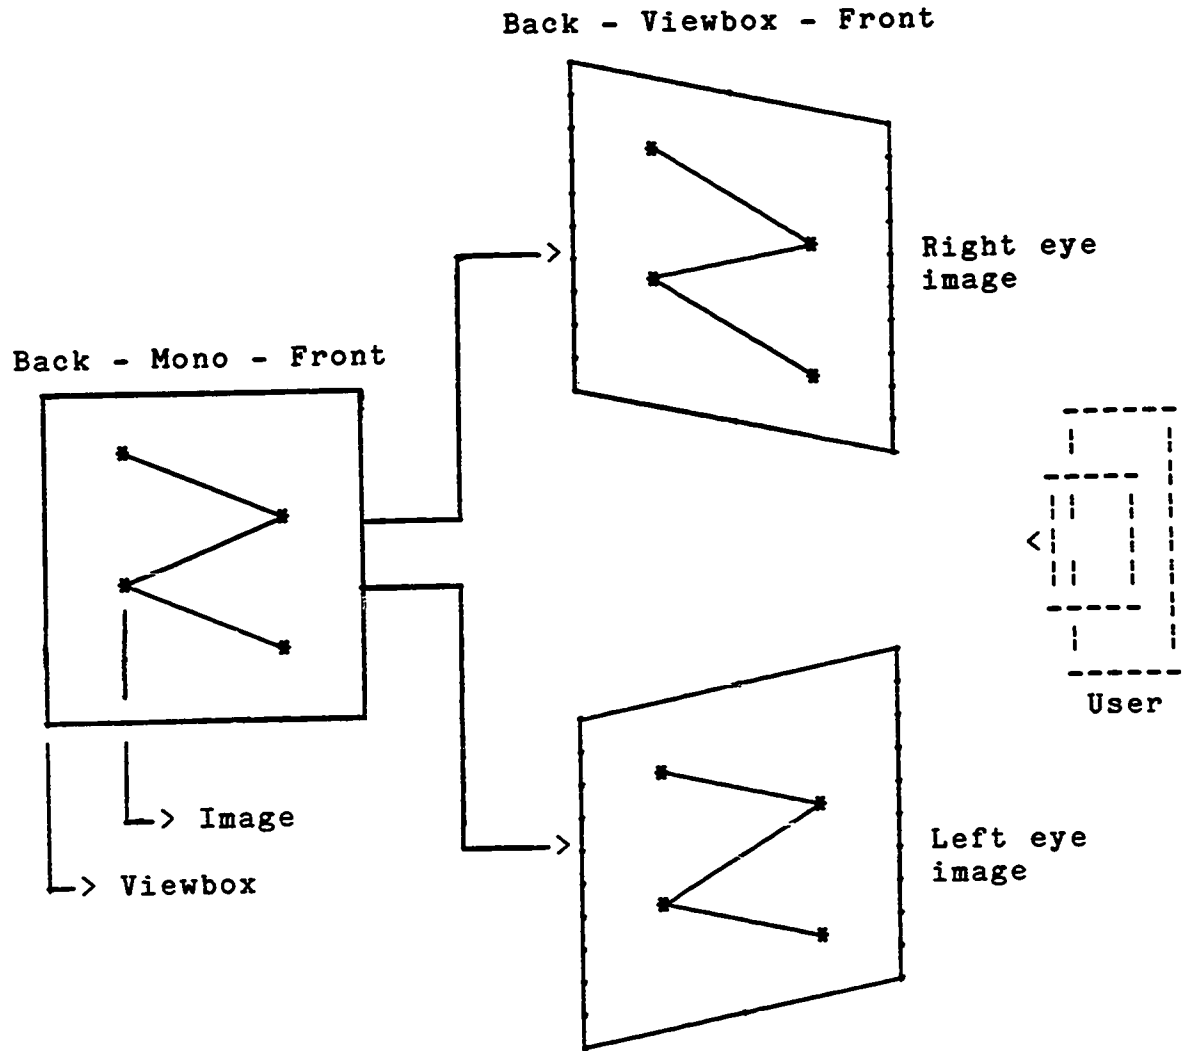 Back - Viewbox - Front
Right eye
image
Back - Mono - Front
User
Image
Left eye
image
Viewbox